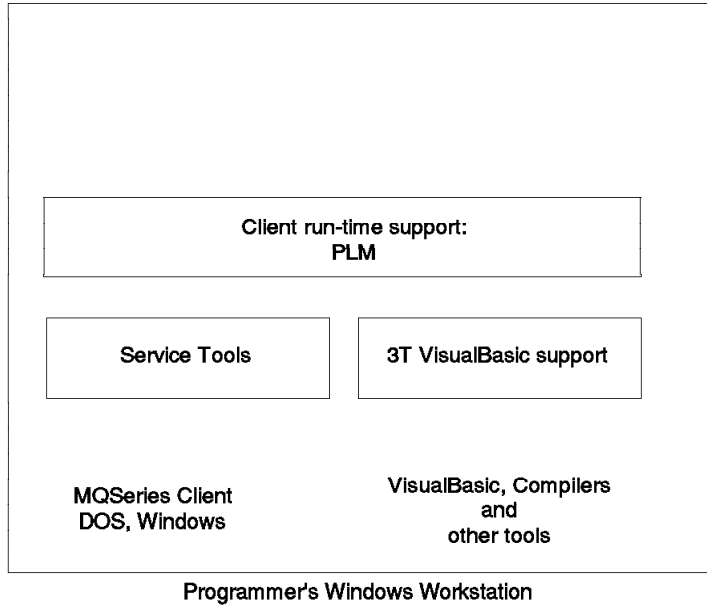 Client run-time support:
PLM
Service Tools
3T VisualBasic support
MQSeries Client
DOS, Windows
VisualBasic, Compilers
and
other tools
Programmer's Windows Workstation